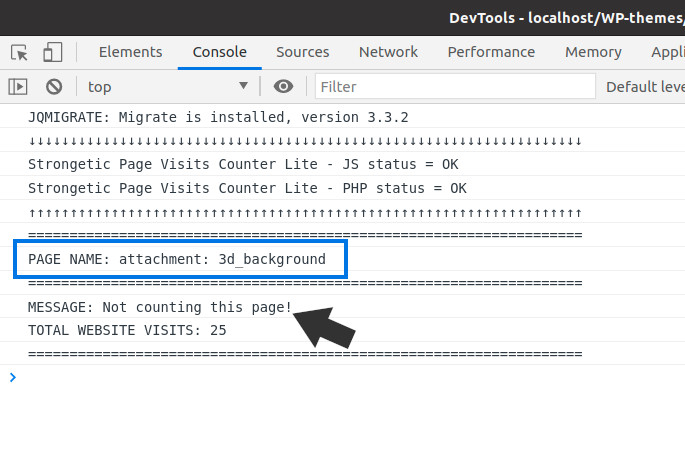 DevTools - localhost/WP-themes/
Elements Console Sources Network Performance Memory Appli
top Filter Default leve
JQMIGRATE: Migrate is installed, version 3.3.2
↓↓↓↓↓↓↓↓↓↓↓↓↓↓↓↓↓↓↓↓↓↓↓↓↓↓↓↓↓↓↓↓↓↓↓↓↓↓↓↓↓↓↓↓↓↓↓↓↓↓↓↓↓↓↓↓↓↓↓↓↓↓↓↓↓↓↓
Strongetic Page Visits Counter Lite - JS status = OK
Strongetic Page Visits Counter Lite - PHP status = OK
↑↑↑↑↑↑↑↑↑↑↑↑↑↑↑↑↑↑↑↑↑↑↑↑↑↑↑↑↑↑↑↑↑↑↑↑↑↑↑↑↑↑↑↑↑↑↑↑↑↑↑↑↑↑↑↑↑↑↑↑↑↑↑↑↑↑↑
===================================================================
PAGE NAME: attachment: 3d_background
===================================================================
MESSAGE: Not counting this page!
TOTAL WEBSITE VISITS: 25
===================================================================